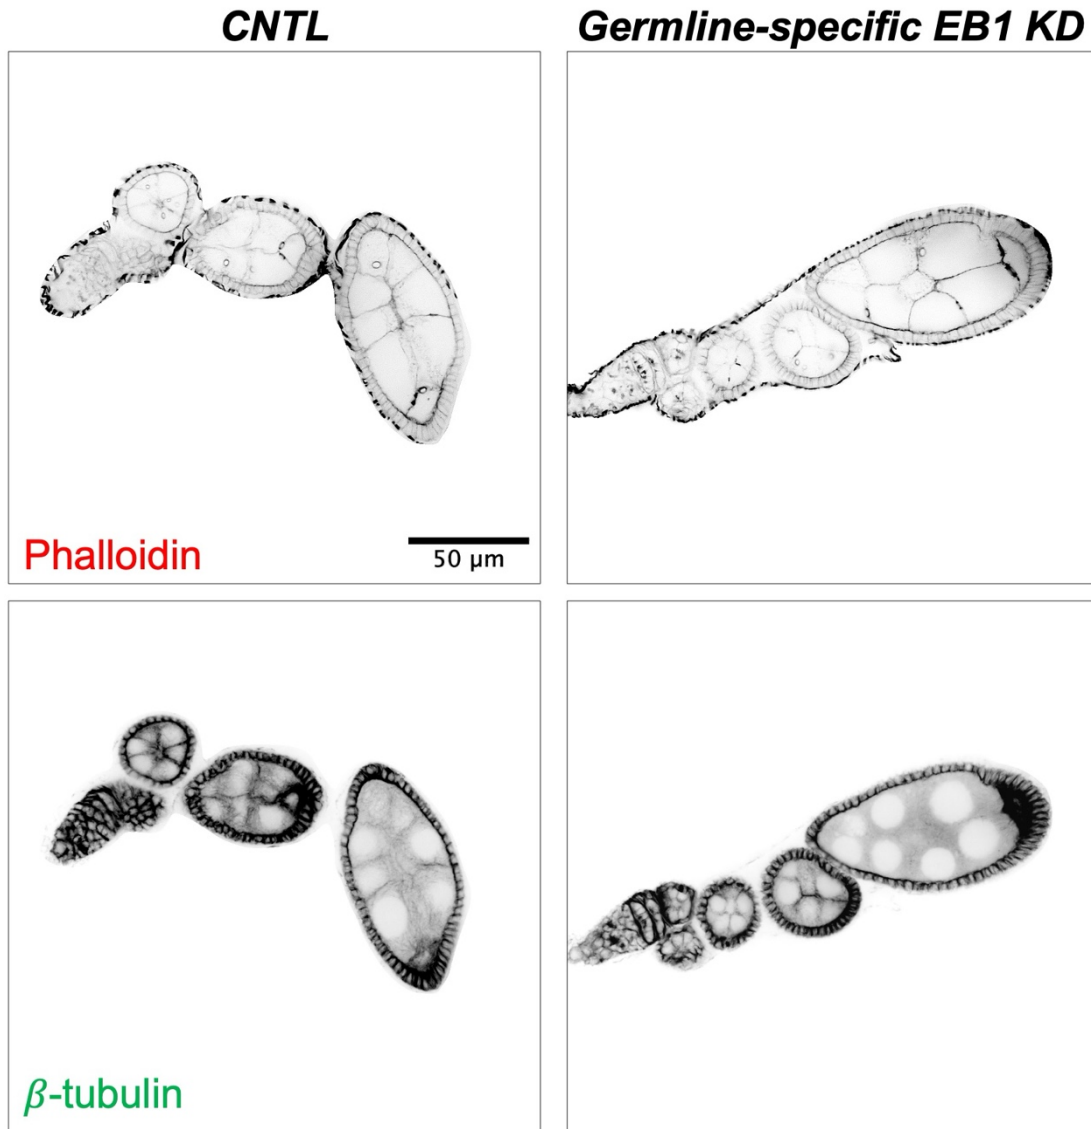 CNTL
Germline-specific EB1 KD
Phalloidin
50 μm
β-tubulin